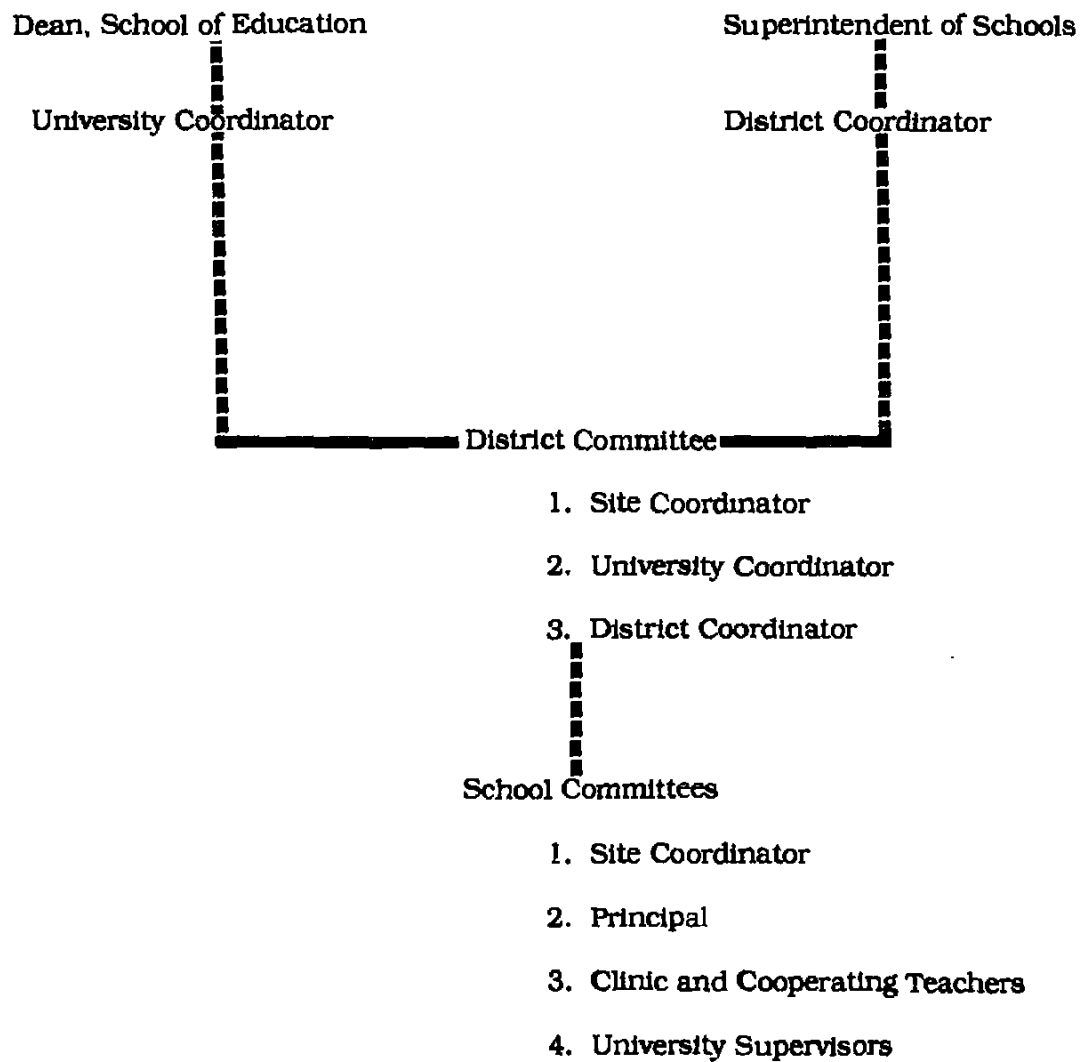 Dean, School of Education
Superintendent of Schools
University Coordinator
District Coordinator
District Committee
1. Site Coordinator
2. University Coordinator
3. District Coordinator
School Committees
1. Site Coordinator
2. Principal
3. Clinic and Cooperating Teachers
4. University Supervisors